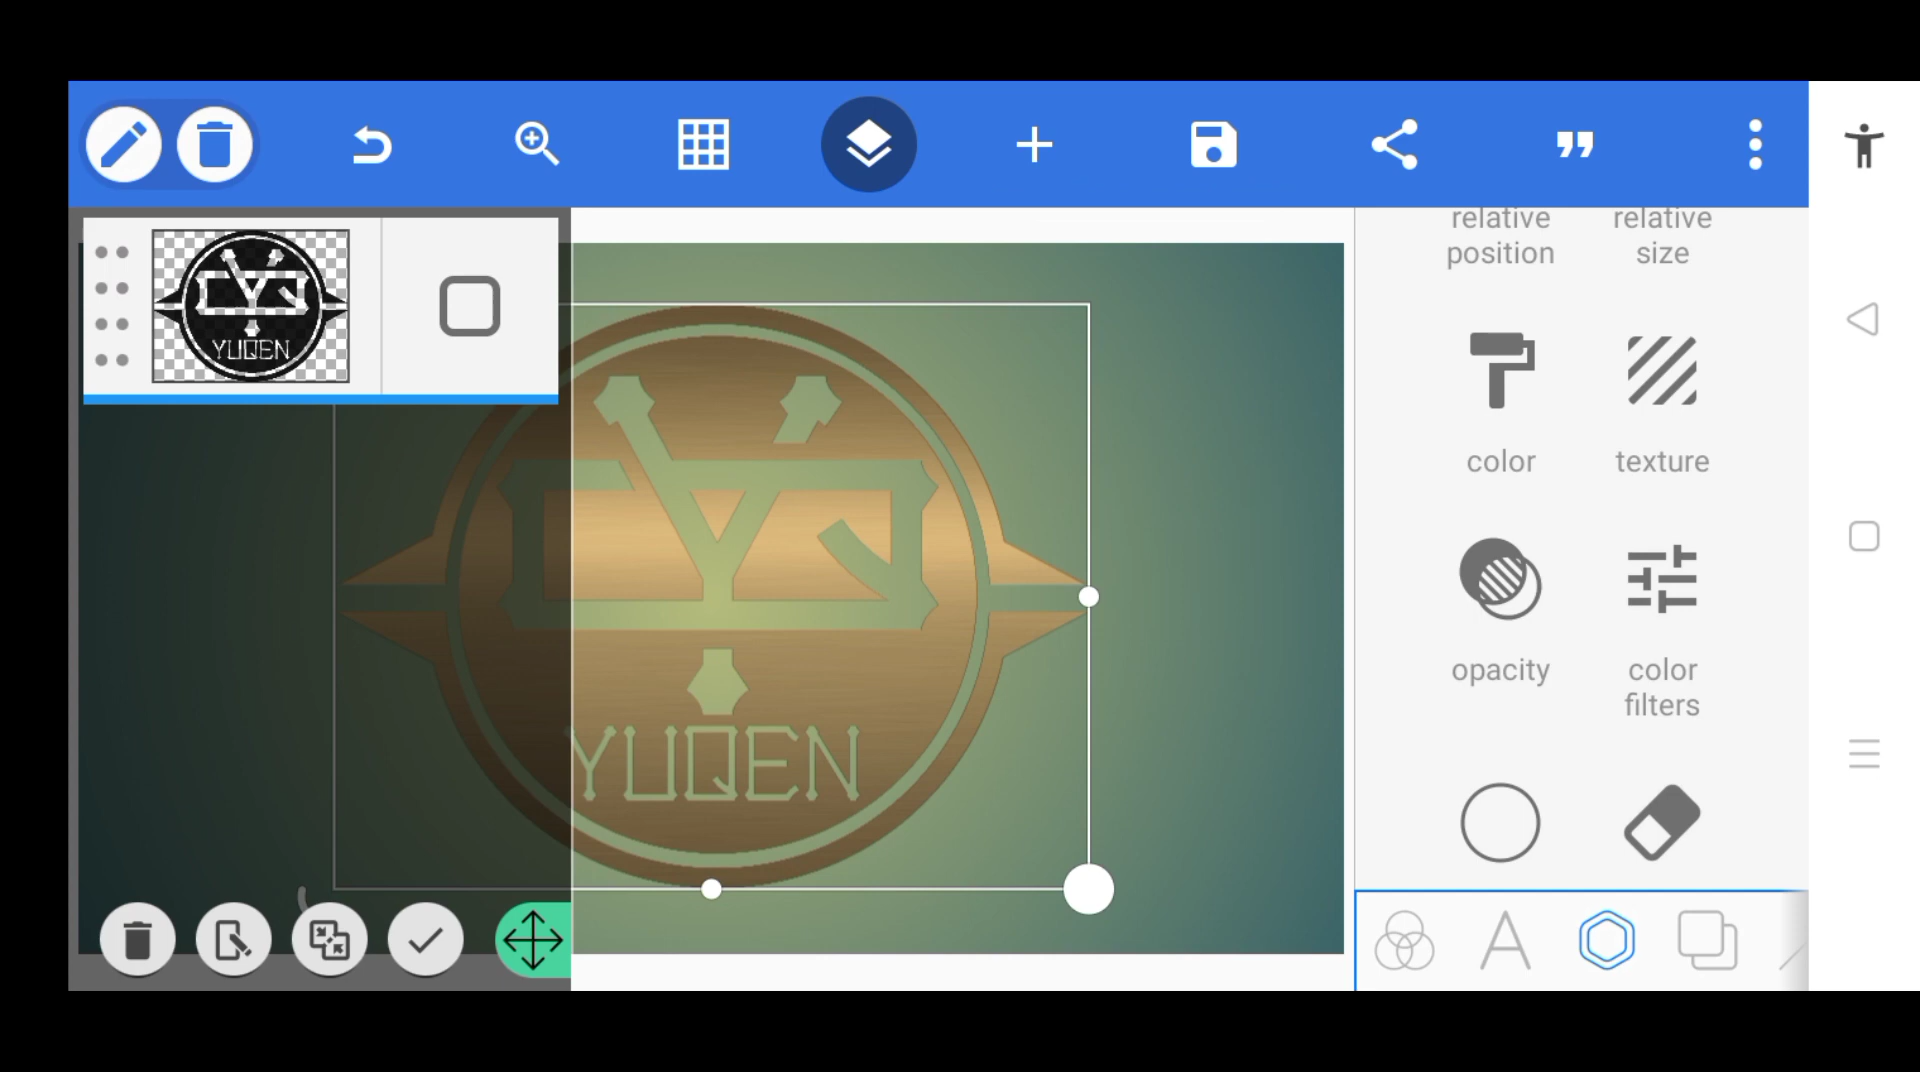 YUQEN
relative
position
relative
size
YUQEN
color
texture
opacity
color
filters